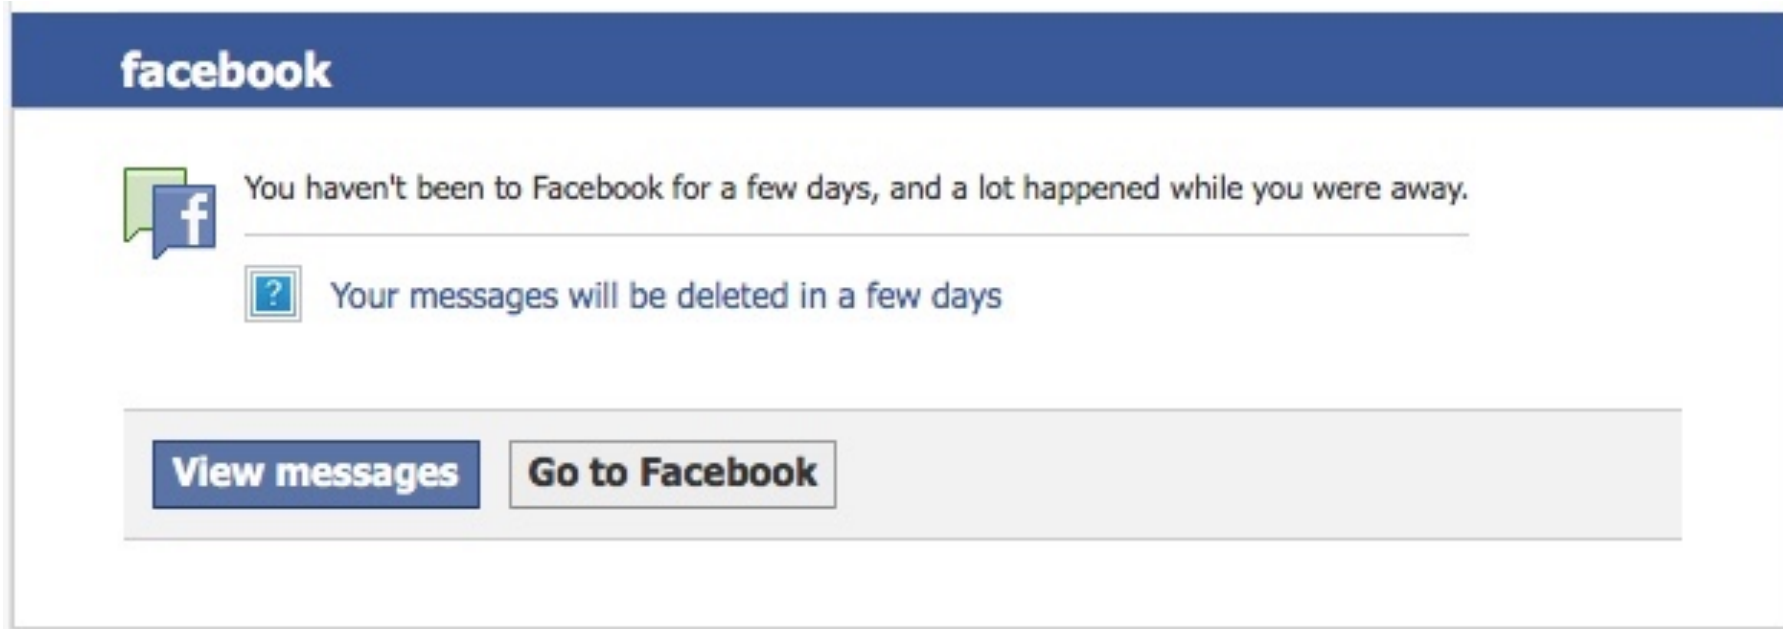 facebook
You haven't been to Facebook for a few days, and a lot happened while you were away.
Your messages will be deleted in a few days
View messages
Go to Facebook